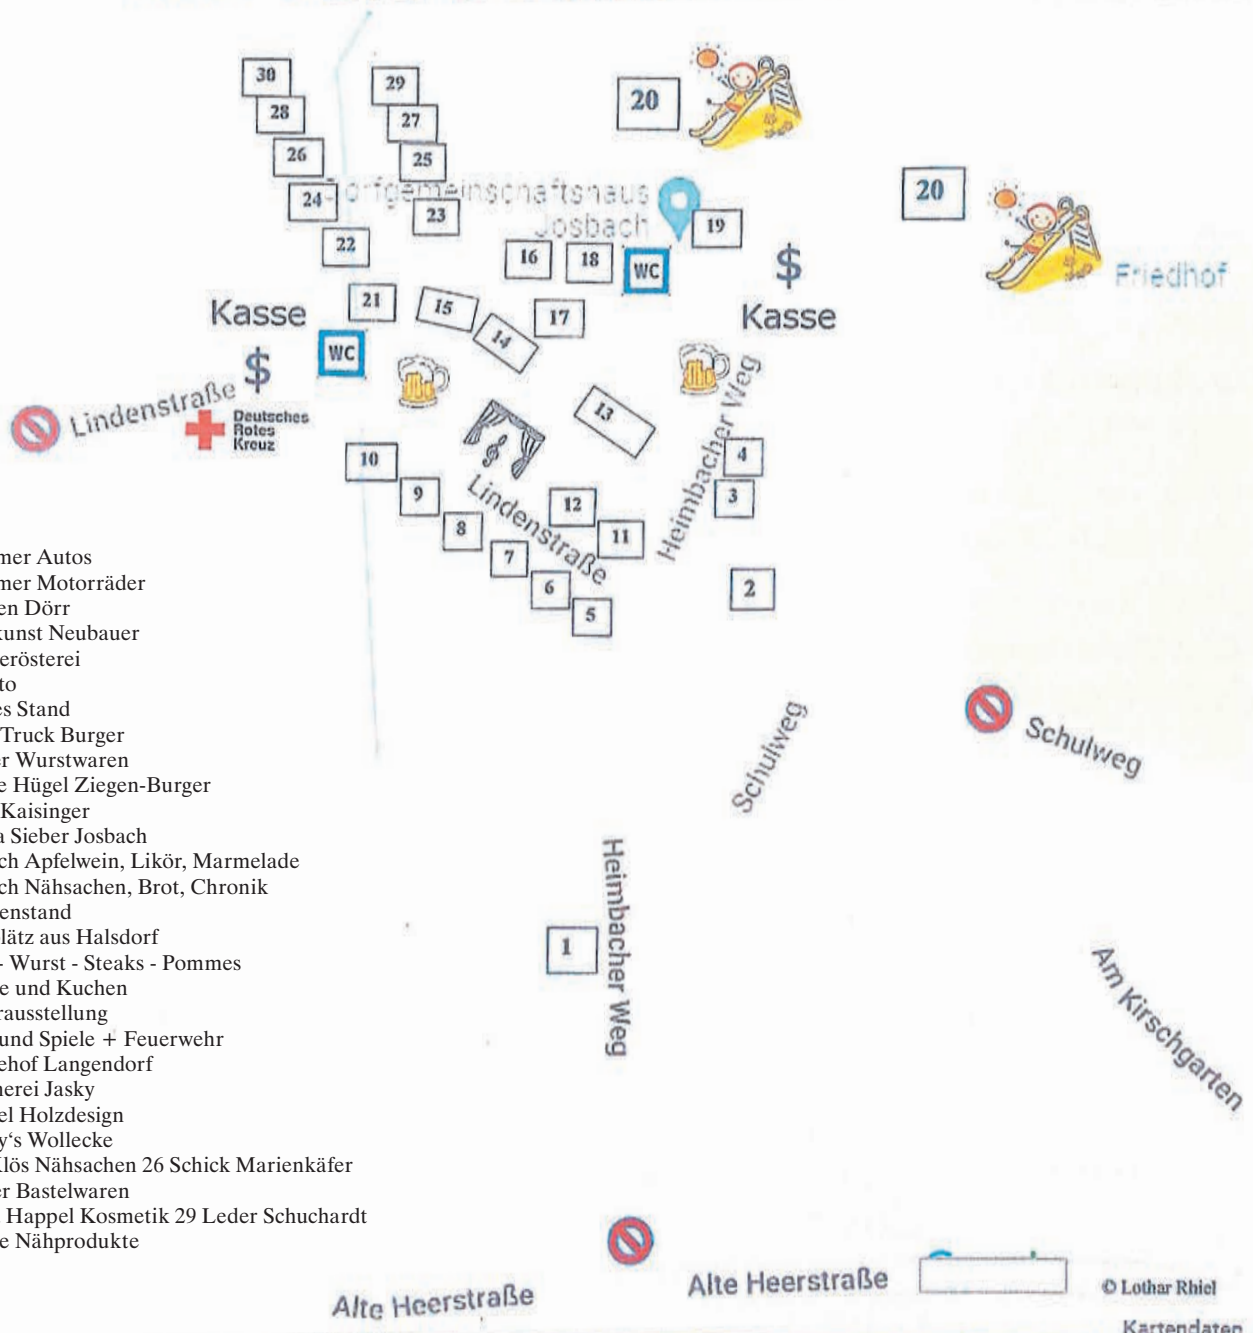 30
29
28
27
26
25
24
23
22
20
20
19
Dorfgemeinschaftshaus
Josbach
16
18
WC
$
Kasse
Friedhof
21
15
14
17
Kasse
$
WC
Lindenstraße
Deutsches
Rotes
Kreuz
13
Heimbacher Weg
4
3
10
9
8
7
6
5
Lindenstraße
12
11
2
mer Autos
mer Motorräder
en Dörr
kunst Neubauer
erösterei
to
es Stand
Truck Burger
er Wurstwaren
e Hügel Ziegen-Burger
Kaisinger
a Sieber Josbach
ch Apfelwein, Likör, Marmelade
ch Nähsachen, Brot, Chronik
enstand
lätz aus Halsdorf
- Wurst - Steaks - Pommes
e und Kuchen
rausstellung
und Spiele + Feuerwehr
ehof Langendorf
nerei Jasky
el Holzdesign
y‘s Wollecke
Klös Nähsachen 26 Schick Marienkäfer
er Bastelwaren
Happel Kosmetik 29 Leder Schuchardt
e Nähprodukte
Schulweg
Schulweg
Heimbacher Weg
1
Am Kirschgarten
Alte Heerstraße
Alte Heerstraße
© Lothar Rhiel
Kartendaten